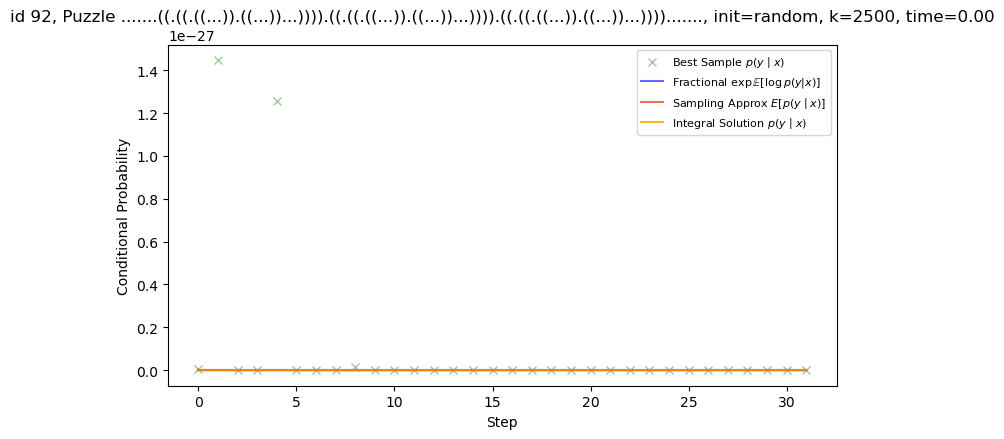 id 92, Puzzle .......((.((.((...)).((...))...)))).((.((.((...)).((...))...)))).((.((.((...)).((...))...))))......., init=random, k=2500, time=0.00
1e−27
1.4
1.2
1.0
0.8
0.6
0.4
0.2
0.0
Conditional Probability
Best Sample p(y | x)
Fractional exp𝔼[log p(y|x)]
Sampling Approx E[p(y | x)]
Integral Solution p(y | x)
0 5 10 15 20 25 30
Step